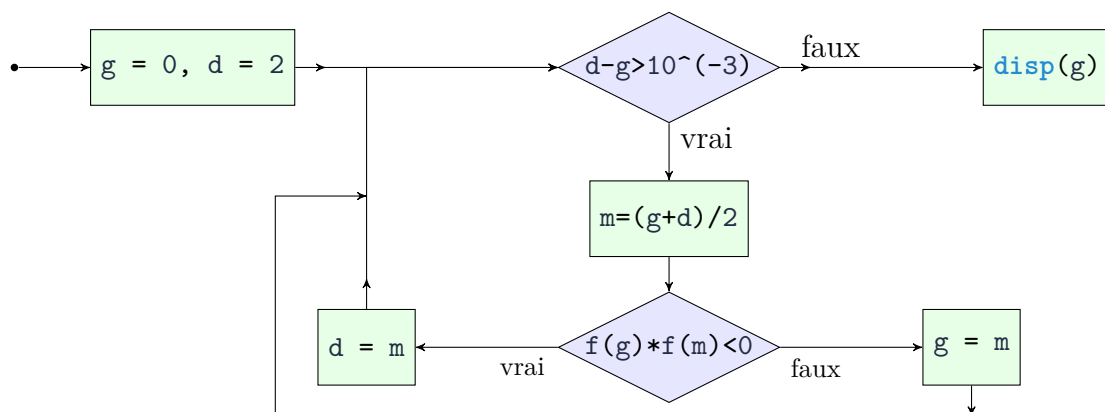 g = 0, d = 2
d-g>10^(-3)
faux
disp(g)
vrai
m=(g+d)/2
d = m
vrai
f(g)*f(m)<0
faux
g = m